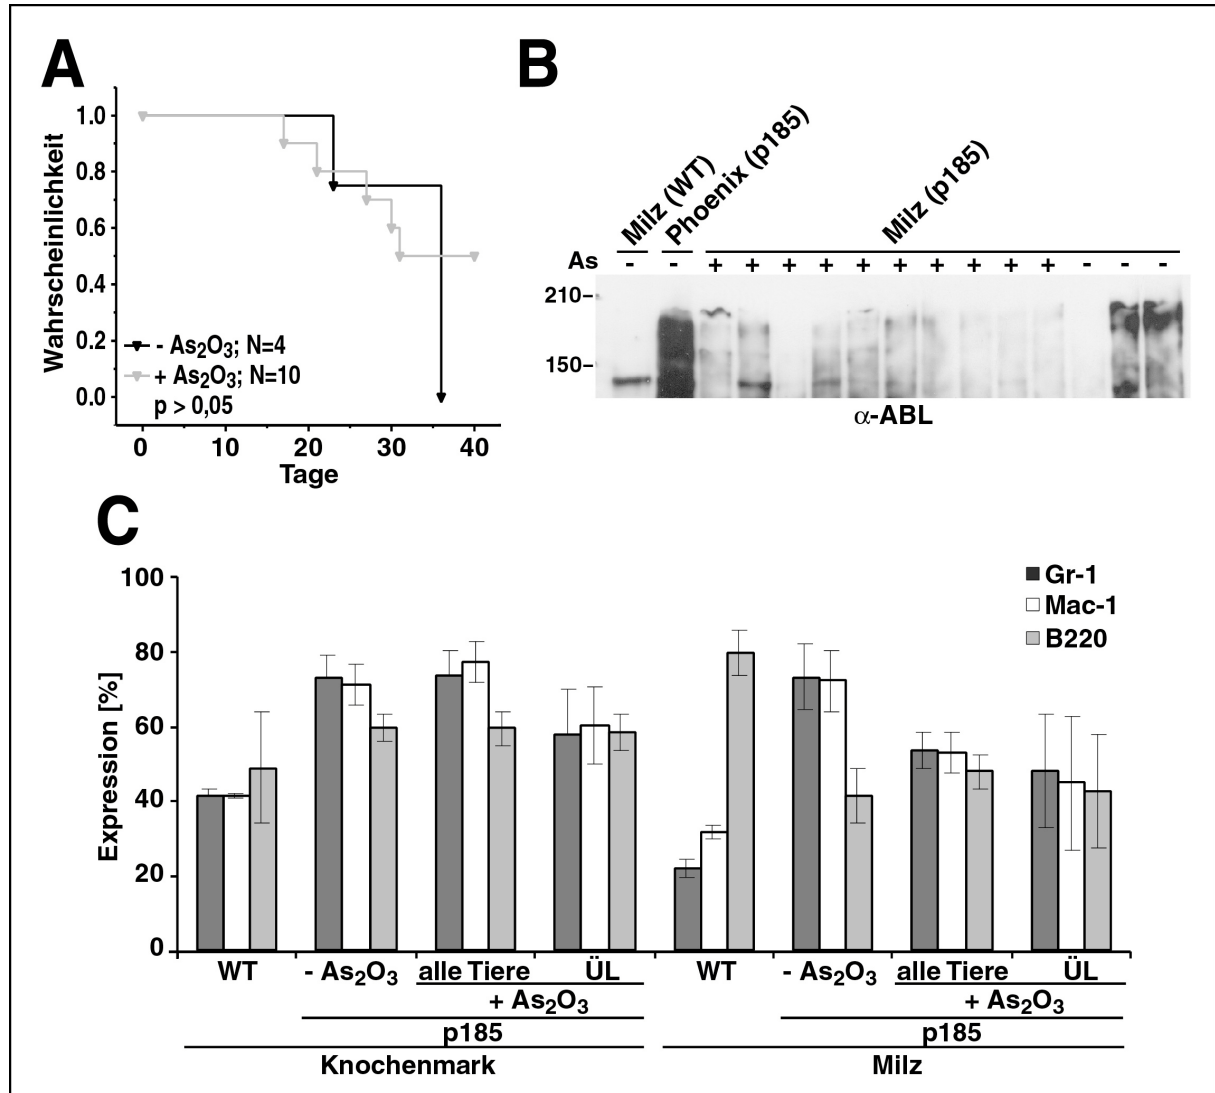 A
Wahrscheinlichkeit
1.0
0.8
0.6
0.4
0.2
0.0
- As₂O₃; N=4
+ As₂O₃; N=10
p > 0,05
0 10 20 30 40
Tage
B
Milz (WT)
Phoenix (p185)
Milz (p185)
As - - + + + + + + + + + + - - -
210–
150–
α-ABL
C
Expression [%]
100
80
60
40
20
0
Gr-1
Mac-1
B220
WT - As₂O₃ alle Tiere ÜL WT - As₂O₃ alle Tiere ÜL
+ As₂O₃ + As₂O₃
p185 p185
Knochenmark Milz